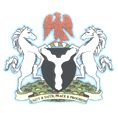 UNITY & FAITH, PEACE & PROGRESS